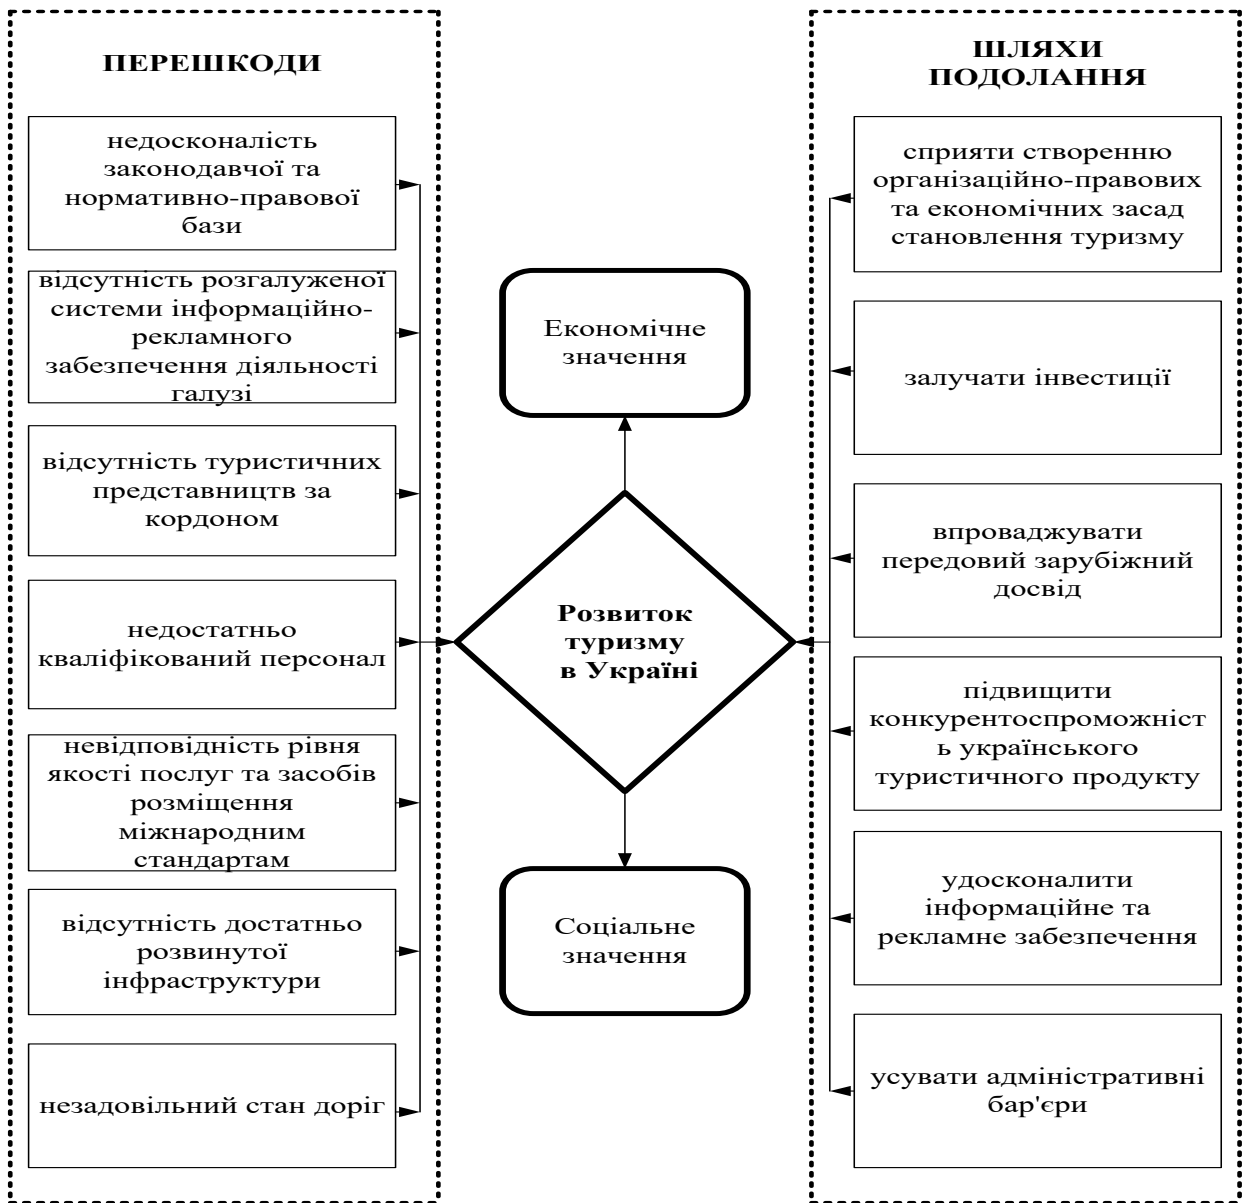 ПЕРЕШКОДИ
недосконалість
законодавчої та
нормативно-правової
бази
відсутність розгалуженої
системи інформаційно-
рекламного
забезпечення діяльності
галузі
відсутність туристичних
представництв за
кордоном
недостатньо
кваліфікований персонал
невідповідність рівня
якості послуг та засобів
розміщення
міжнародним
стандартам
відсутність достатньо
розвинутої
інфраструктури
незадовільний стан доріг
Економічне
значення
Розвиток
туризму
в Україні
Соціальне
значення
ШЛЯХИ
ПОДОЛАННЯ
сприяти створенню
організаційно-правових
та економічних засад
становлення туризму
залучати інвестиції
впроваджувати
передовий зарубіжний
досвід
підвищити
конкурентоспроможніст
ь українського
туристичного продукту
удосконалити
інформаційне та
рекламне забезпечення
усувати адміністративні
бар'єри